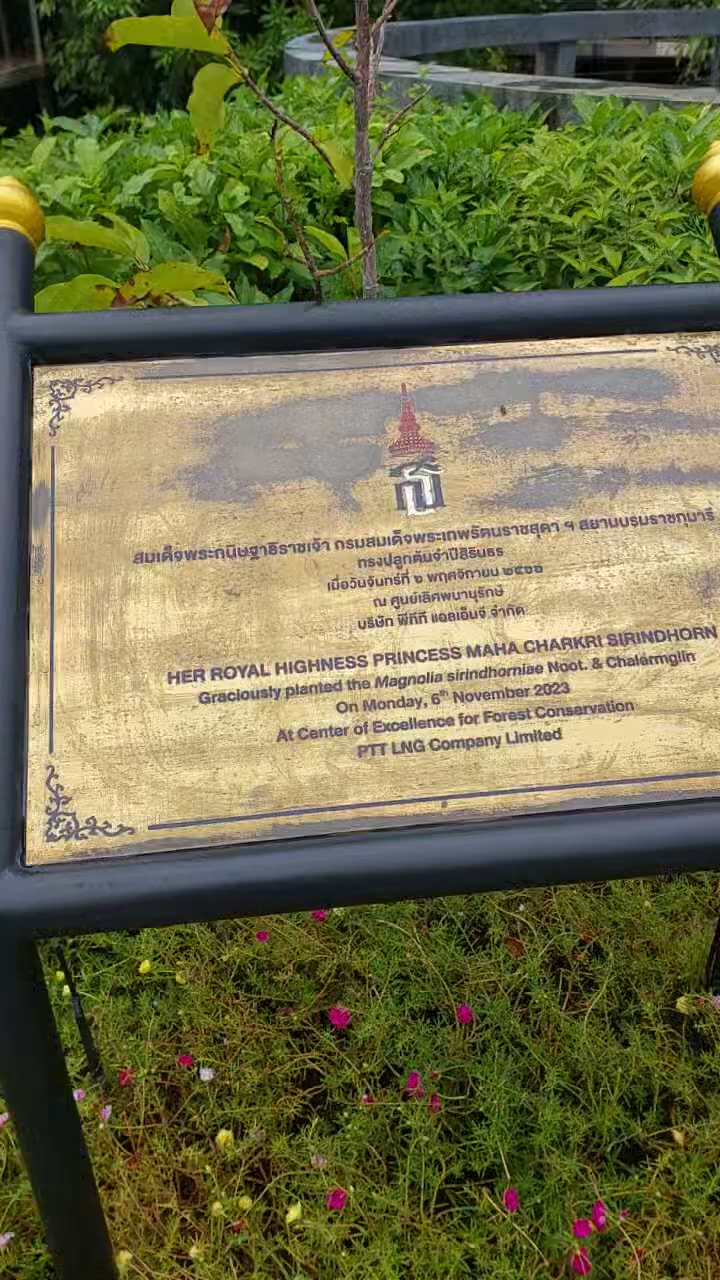 สมเด็จพระกนิษฐาธิราชเจ้า กรมสมเด็จพระเทพรัตนราชสุดา ฯ สยามบรมราชกุมารี
ทรงปลูกต้นจำปีสิรินธร
เมื่อวันจันทร์ที่ ๖ พฤศจิกายน ๒๕๖๖
ณ ศูนย์เลิศพนานุรักษ์
บริษัท พีทีที แอลเอ็นจี จำกัด
HER ROYAL HIGHNESS PRINCESS MAHA CHARKRI SIRINDHORN
Graciously planted the Magnolia sirindhorniae Noot. & Chalermglin
On Monday, 6th November 2023
At Center of Excellence for Forest Conservation
PTT LNG Company Limited